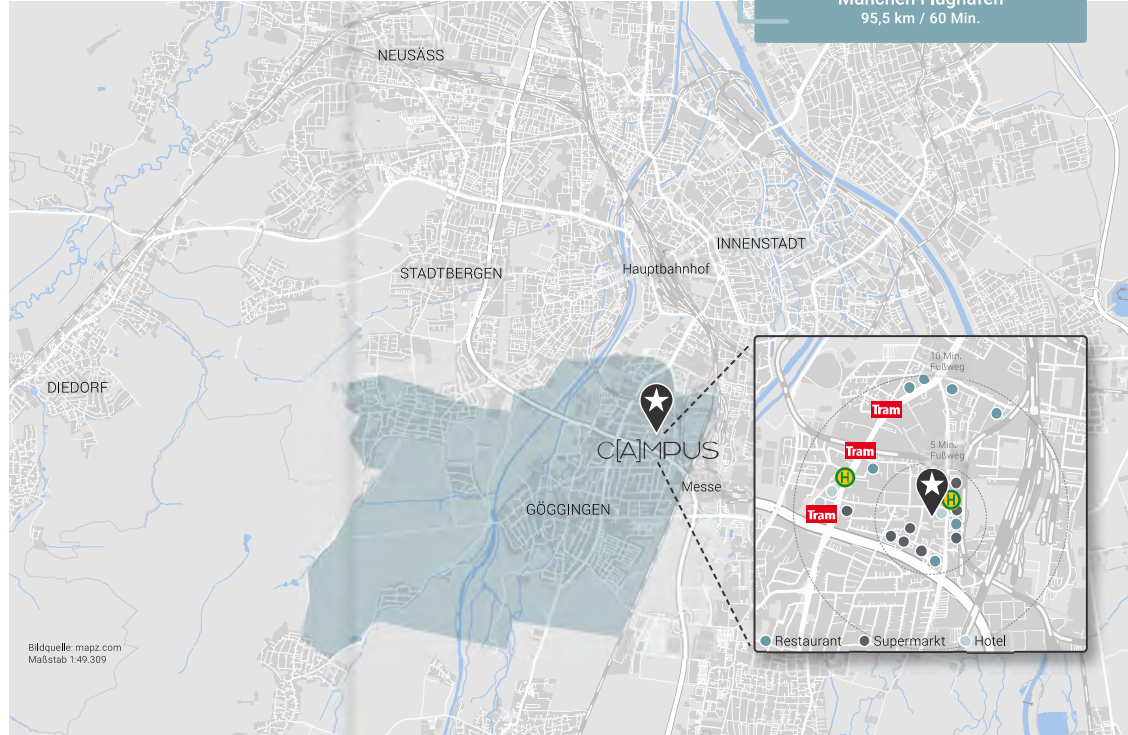 München Flughafen
95,5 km / 60 Min.
NEUSÄSS
INNENSTADT
STADTBERGEN
Hauptbahnhof
DIEDORF
C[A]MPUS
Messe
GÖGGINGEN
10 Min.
Fußweg
Tram
Tram
5 Min.
Fußweg
H
H
Tram
Restaurant
Supermarkt
Hotel
Bildquelle: mapz.com
Maßstab 1:49.309